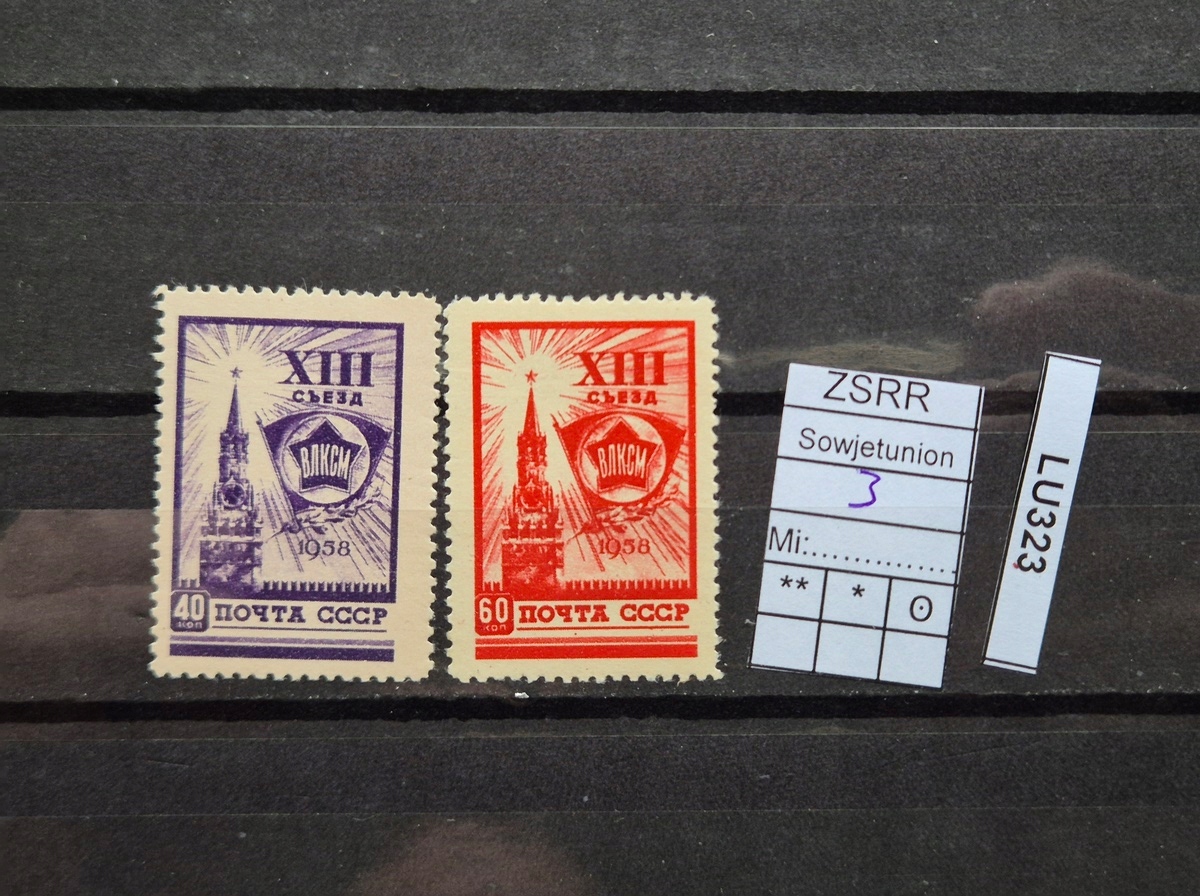 XIII
СЪЕЗД
ВЛКСМ
1958
40
КОП
ПОЧТА СССР
XIII
СЪЕЗД
ВЛКСМ
1958
60
КОП
ПОЧТА СССР
ZSRR
Sowjetunion
3
Mi:..............
** * ʘ
LU323